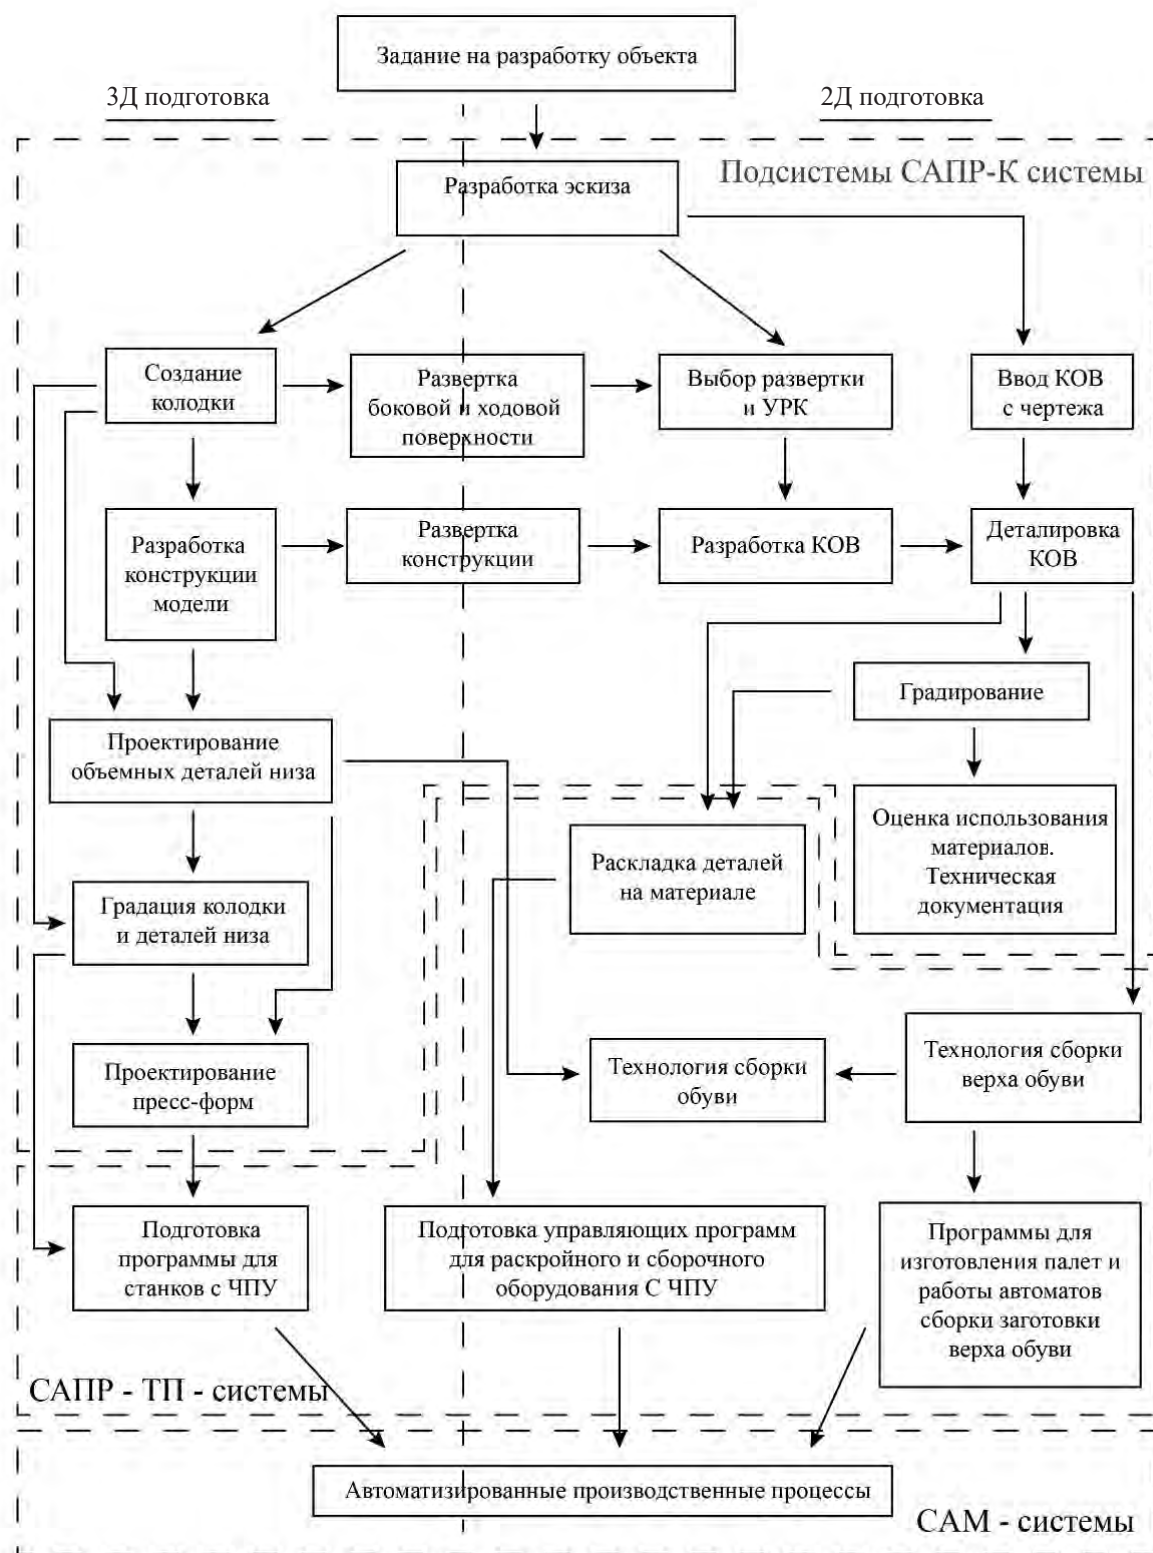 Задание на разработку объекта
3Д подготовка
2Д подготовка
Подсистемы САПР-К системы
Разработка эскиза
Создание
колодки
Развертка
боковой и ходовой
поверхности
Выбор развертки
и УРК
Ввод КОВ
с чертежа
Разработка
конструкции
модели
Развертка
конструкции
Разработка КОВ
Деталировка
КОВ
Градирование
Проектирование
объемных деталей низа
Оценка использования
материалов.
Техническая
документация
Раскладка деталей
на материале
Градация колодки
и деталей низа
Проектирование
пресс-форм
Технология сборки
обуви
Технология сборки
верха обуви
Подготовка
программы для
станков с ЧПУ
Подготовка управляющих программ
для раскройного и сборочного
оборудования С ЧПУ
Программы для
изготовления палет и
работы автоматов
сборки заготовки
верха обуви
САПР - ТП - системы
Автоматизированные производственные процессы
САМ - системы